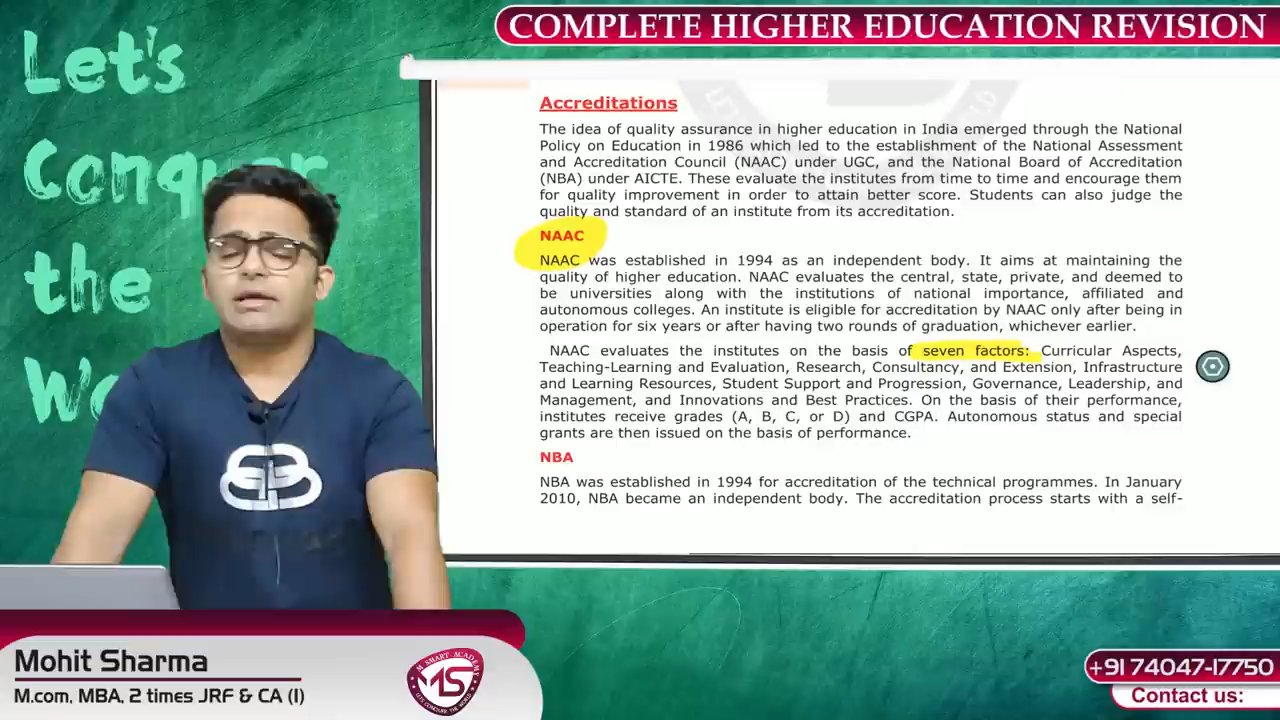 COMPLETE HIGHER EDUCATION REVISION
Let's
Conquer
the
Accreditations
The idea of quality assurance in higher education in India emerged through the National
Policy on Education in 1986 which led to the establishment of the National Assessment
and Accreditation Council (NAAC) under UGC, and the National Board of Accreditation
(NBA) under AICTE. These evaluate the institutes from time to time and encourage them
for quality improvement in order to attain better score. Students can also judge the
quality and standard of an institute from its accreditation.
NAAC
NAAC was established in 1994 as an independent body. It aims at maintaining the
quality of higher education. NAAC evaluates the central, state, private, and deemed to
be universities along with the institutions of national importance, affiliated and
autonomous colleges. An institute is eligible for accreditation by NAAC only after being in
operation for six years or after having two rounds of graduation, whichever earlier.
NAAC evaluates the institutes on the basis of seven factors: Curricular Aspects,
Teaching-Learning and Evaluation, Research, Consultancy, and Extension, Infrastructure
and Learning Resources, Student Support and Progression, Governance, Leadership, and
Management, and Innovations and Best Practices. On the basis of their performance,
institutes receive grades (A, B, C, or D) and CGPA. Autonomous status and special
grants are then issued on the basis of performance.
NBA
NBA was established in 1994 for accreditation of the technical programmes. In January
2010, NBA became an independent body. The accreditation process starts with a self-
Mohit Sharma
M.com, MBA, 2 times JRF & CA (I)
M SMART ACADEMY
MS
LET'S CONQUER THE WORLD
+91 74047-17750
Contact us: